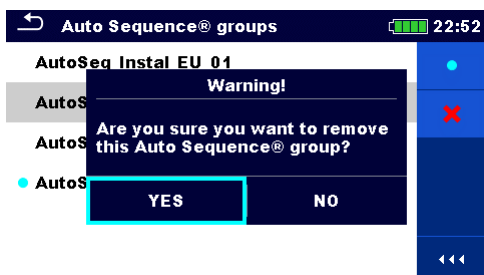 Auto Sequence® groups 22:52
AutoSeq Instal EU 01
Warning!
AutoS
Are you sure you want to remove
AutoS this Auto Sequence® group?
AutoS
YES NO